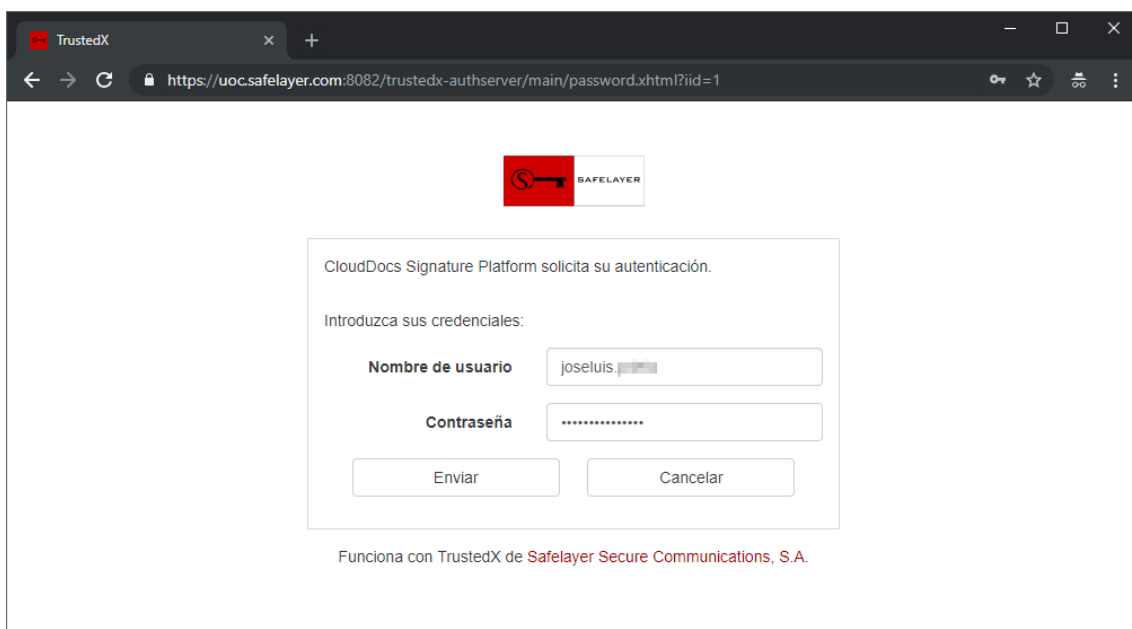 TrustedX
https://uoc.safelayer.com:8082/trustedx-authserver/main/password.xhtml?iid=1
S SAFELAYER
CloudDocs Signature Platform solicita su autenticación.
Introduzca sus credenciales:
Nombre de usuario joseluis.
Contraseña •••••••••••••••
Enviar Cancelar
Funciona con TrustedX de Safelayer Secure Communications, S.A.